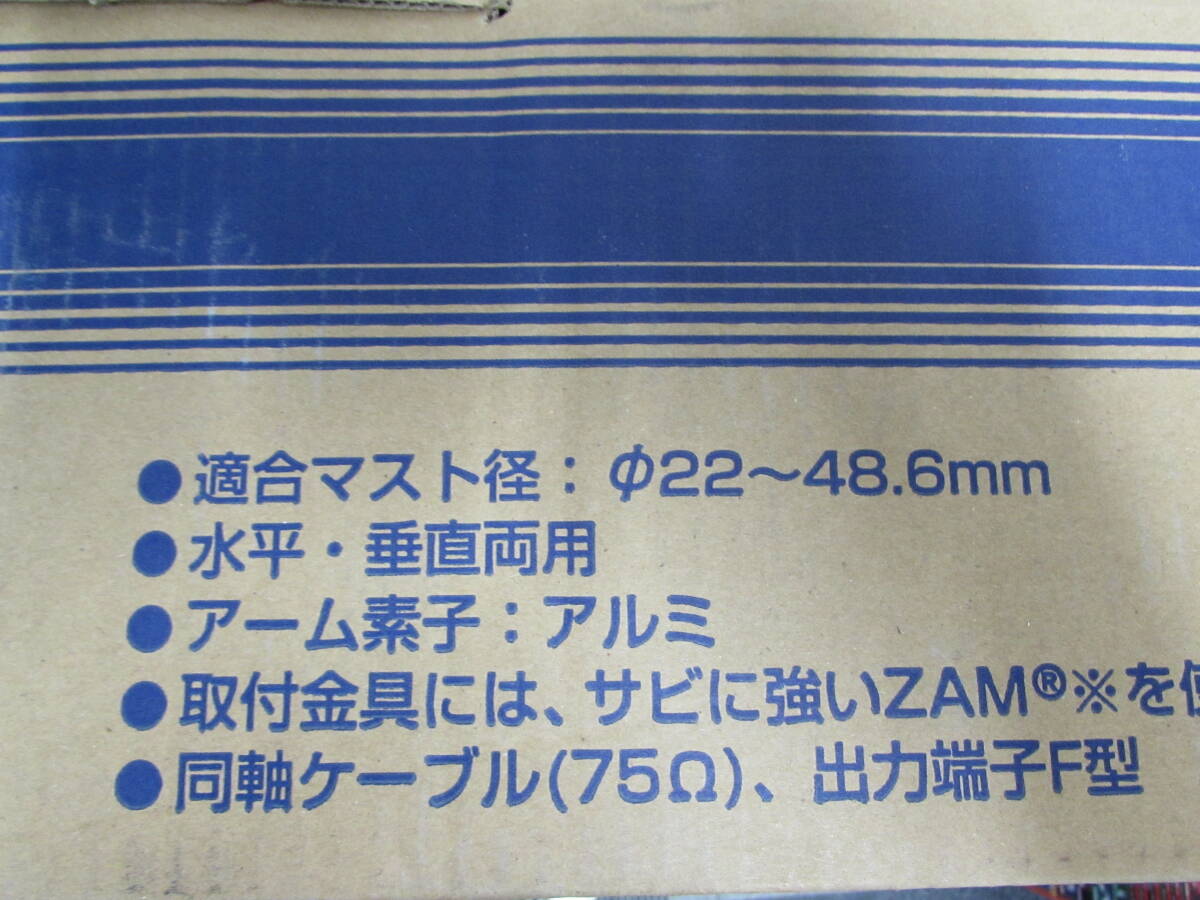 ●適合マスト径：φ22～48.6mm
●水平・垂直両用
●アーム素子：アルミ
●取付金具には、サビに強いZAM®※を
●同軸ケーブル(75Ω)、出力端子F型